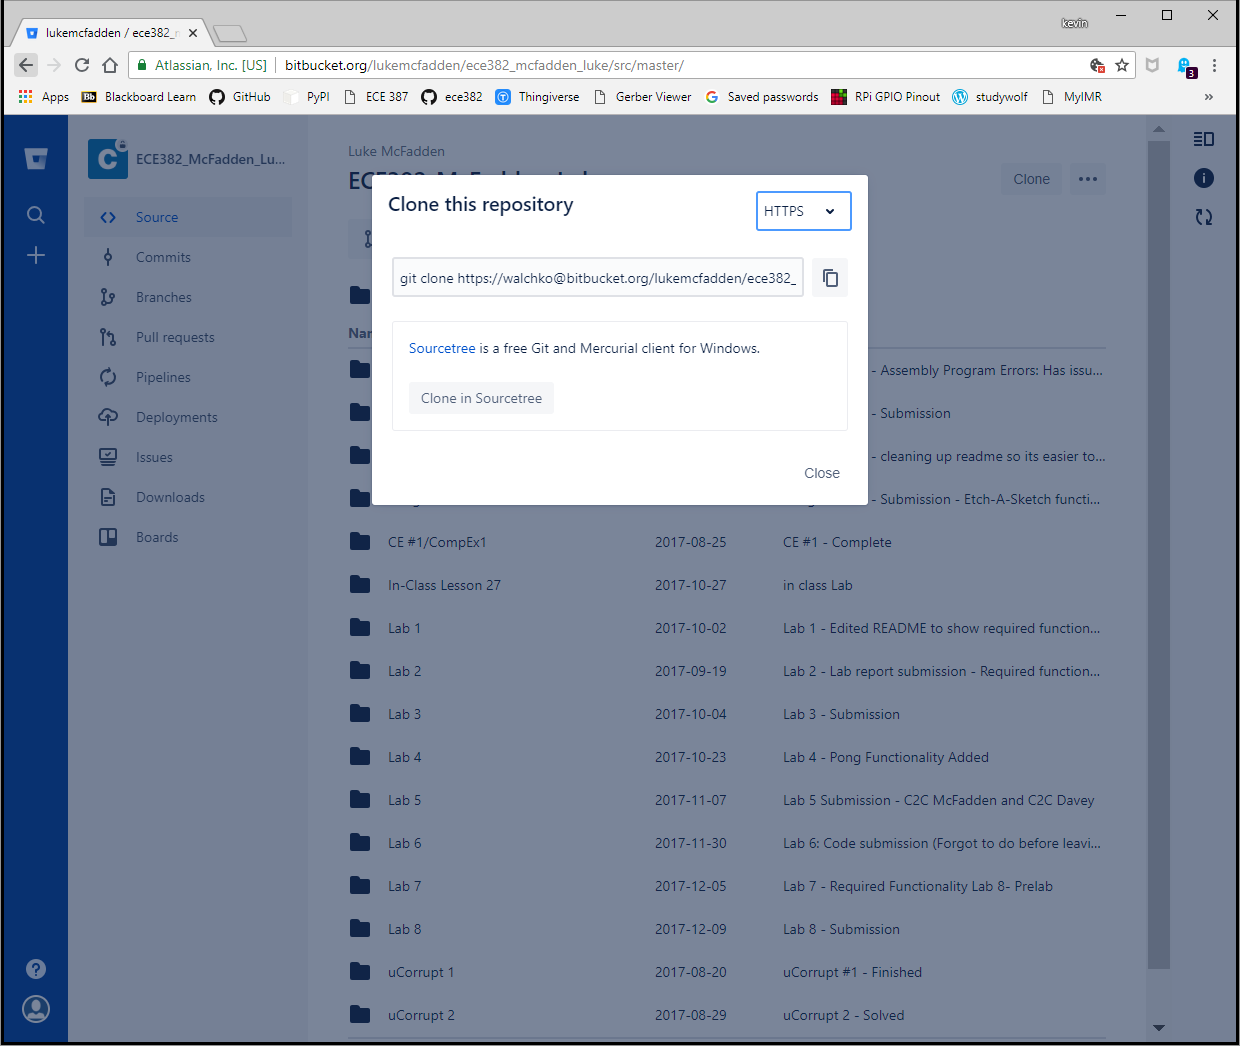 kevin
lukemcfadden / ece382_
Atlassian, Inc. [US] bitbucket.org/lukemcfadden/ece382_mcfadden_luke/src/master/
3
Apps Bb Blackboard Learn GitHub PyPI ECE 387 ece382 Thingiverse Gerber Viewer Saved passwords RPi GPIO Pinout studywolf MyIMR »
ECE382_McFadden_Lu...
Source
Commits
Branches
Pull requests
Pipelines
Deployments
Issues
Downloads
Boards
Luke McFadden
Clone
Clone this repository
HTTPS
git clone https://walchko@bitbucket.org/lukemcfadden/ece382_
Sourcetree is a free Git and Mercurial client for Windows.
Clone in Sourcetree
Close
- Assembly Program Errors: Has issu...
- Submission
- cleaning up readme so its easier to...
- Submission - Etch-A-Sketch functi...
CE #1/CompEx1 2017-08-25 CE #1 - Complete
In-Class Lesson 27 2017-10-27 in class Lab
Lab 1 2017-10-02 Lab 1 - Edited README to show required function...
Lab 2 2017-09-19 Lab 2 - Lab report submission - Required function...
Lab 3 2017-10-04 Lab 3 - Submission
Lab 4 2017-10-23 Lab 4 - Pong Functionality Added
Lab 5 2017-11-07 Lab 5 Submission - C2C McFadden and C2C Davey
Lab 6 2017-11-30 Lab 6: Code submission (Forgot to do before leavi...
Lab 7 2017-12-05 Lab 7 - Required Functionality Lab 8- Prelab
Lab 8 2017-12-09 Lab 8 - Submission
uCorrupt 1 2017-08-20 uCorrupt #1 - Finished
uCorrupt 2 2017-08-29 uCorrupt 2 - Solved